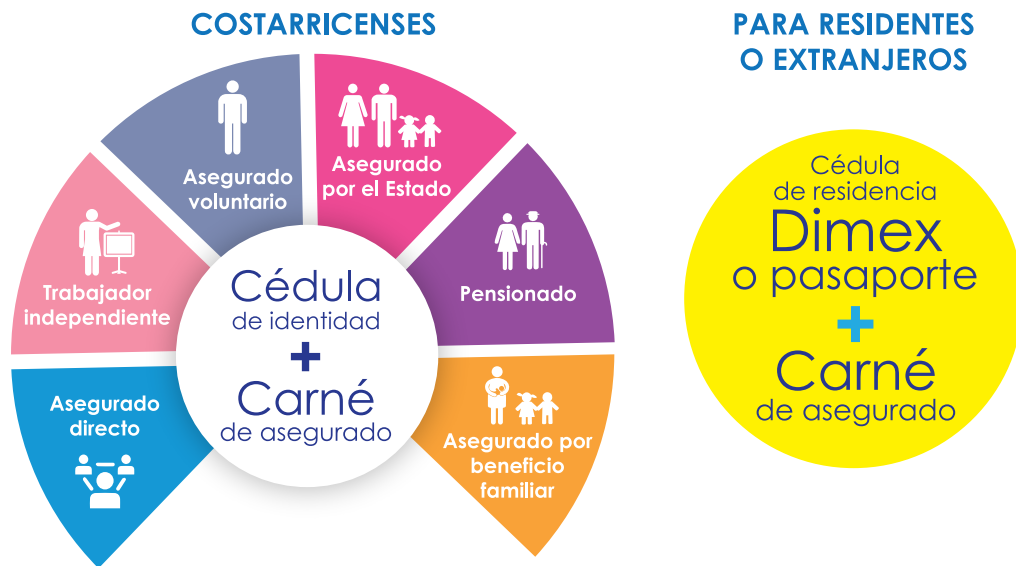 COSTARRICENSES
Asegurado
directo
Trabajador
independiente
Asegurado
voluntario
Asegurado
por el Estado
Pensionado
Asegurado por
beneficio
familiar
Cédula
de identidad
+
Carné
de asegurado
PARA RESIDENTES
O EXTRANJEROS
Cédula
de residencia
Dimex
o pasaporte
+
Carné
de asegurado